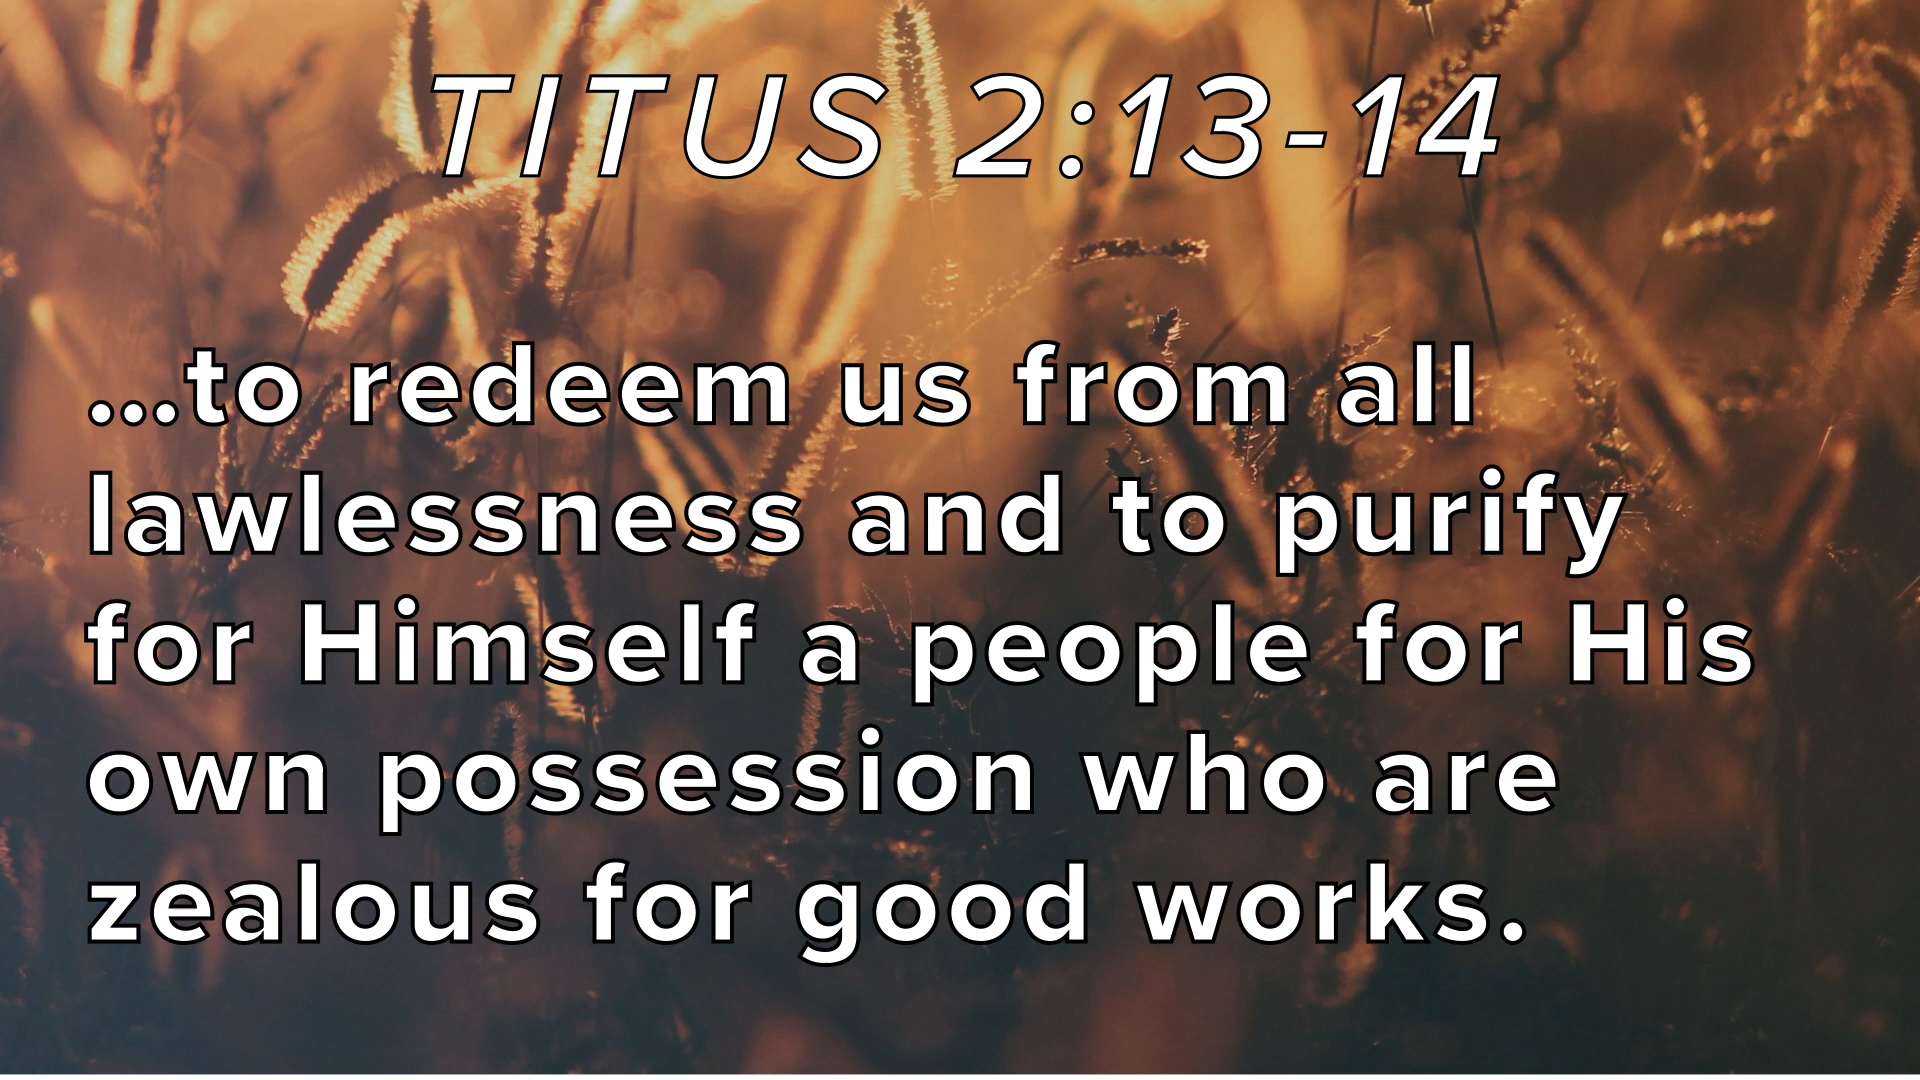 TITUS 2:13-14
...to redeem us from all
lawlessness and to purify
for Himself a people for His
own possession who are
zealous for good works.